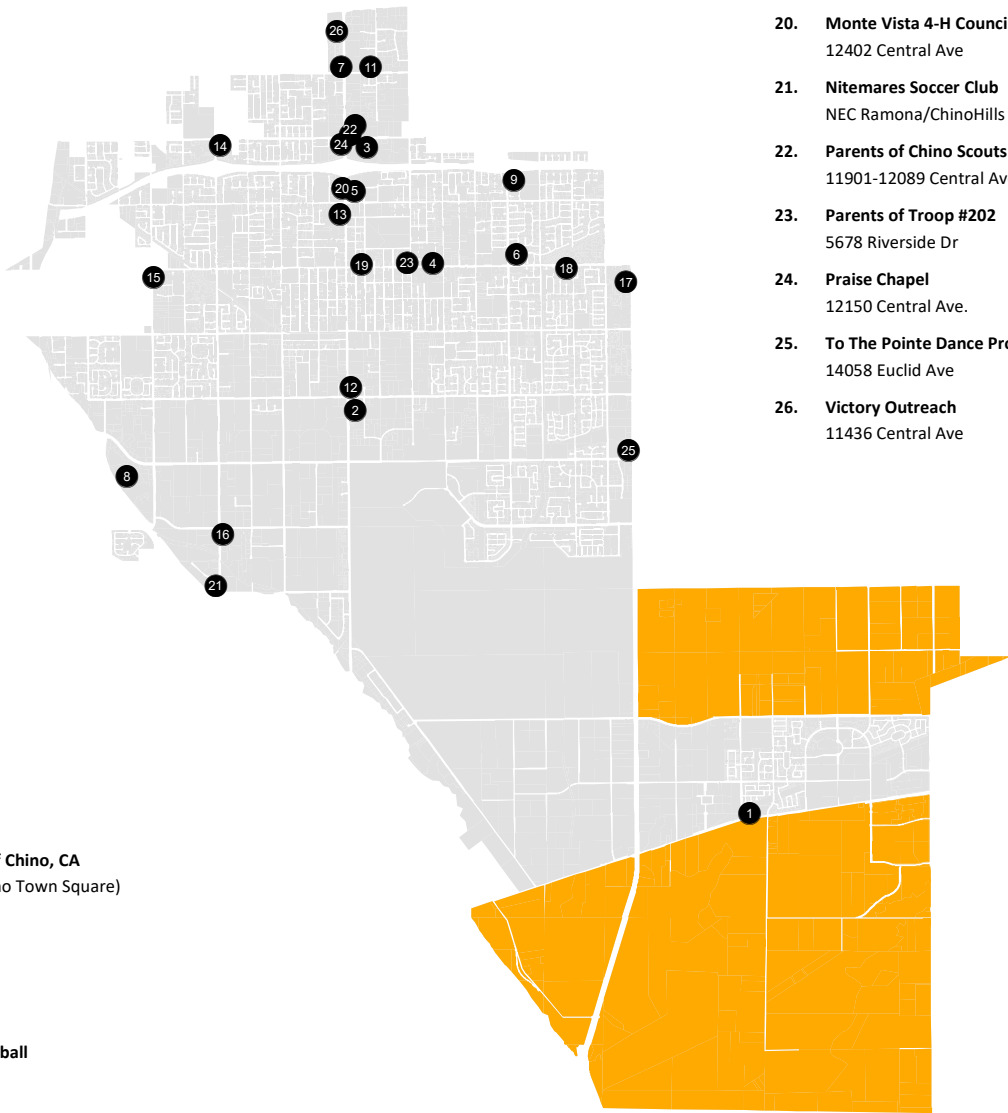 26
7
11
22
24
3
14
9
20
5
13
6
23
4
19
18
15
17
12
2
25
8
16
21
1
20. Monte Vista 4-H
12402 Central Ave
21. Nitemares Soccer Club
NEC Ramona/ChinoHills
22. Parents of Chino Scouts
11901-12089 Central
23. Parents of Troop #202
5678 Riverside Dr
24. Praise Chapel
12150 Central Ave.
25. To The Pointe Dance
14058 Euclid Ave
26. Victory Outreach
11436 Central Ave
Chino, CA
Town Square)